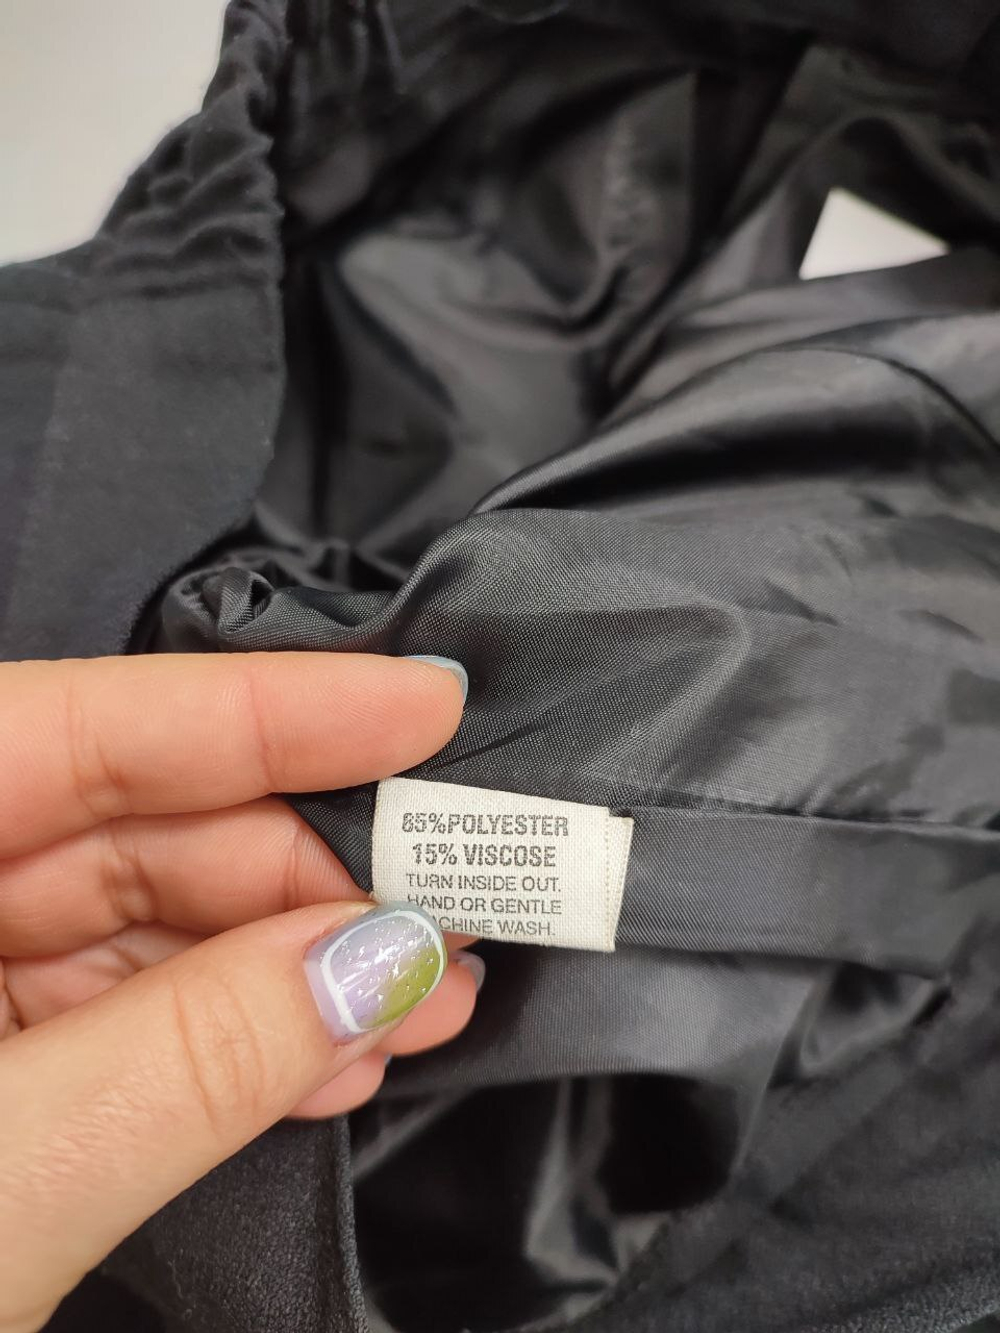 85%POLYESTER
15% VISCOSE
TURN INSIDE OUT.
HAND OR GENTLE
CHINE WASH.